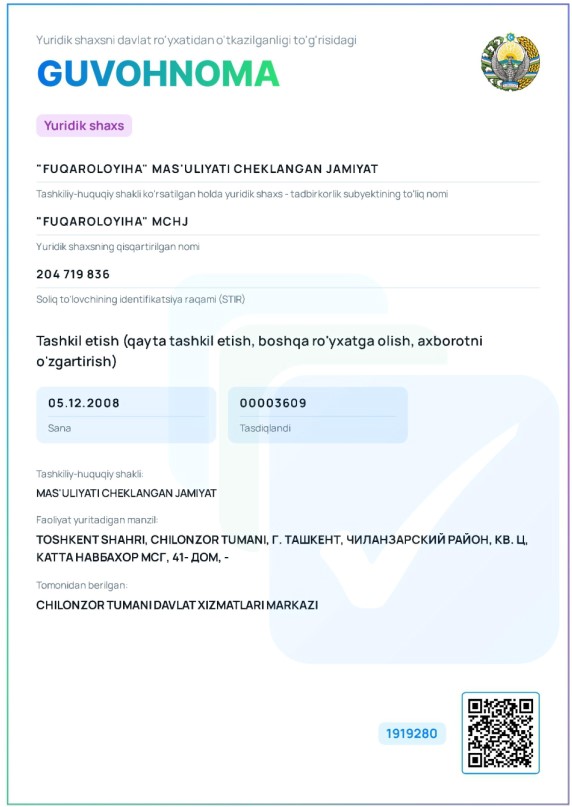 Yuridik shaxsni davlat ro'yxatidan o'tkazilganligi to'g'risidagi
GUVOHNOMA
Yuridik shaxs
"FUQAROLOYIHA" MAS'ULIYATI CHEKLANGAN JAMIYAT
Tashkiliy-huquqiy shakli ko'rsatilgan holda yuridik shaxs - tadbirkorlik subyektining to'liq nomi
"FUQAROLOYIHA" MCHJ
Yuridik shaxsning qisqartirilgan nomi
204 719 836
Soliq to'lovchining identifikatsiya raqami (STIR)
Tashkil etish (qayta tashkil etish, boshqa ro'yxatga olish, axborotni
o'zgartirish)
05.12.2008
Sana
00003609
Tasdiqlandi
Tashkiliy-huquqiy shakli:
MAS'ULIYATI CHEKLANGAN JAMIYAT
Faoliyat yuritadigan manzil:
TOSHKENT SHAHRI, CHILONZOR TUMANI, Г. ТАШКЕНТ, ЧИЛАНЗАРСКИЙ РАЙОН, КВ. Ц,
КАТТА НАВБАХОР МСГ, 41- ДОМ, -
Tomonidan berilgan:
CHILONZOR TUMANI DAVLAT XIZMATLARI MARKAZI
1919280